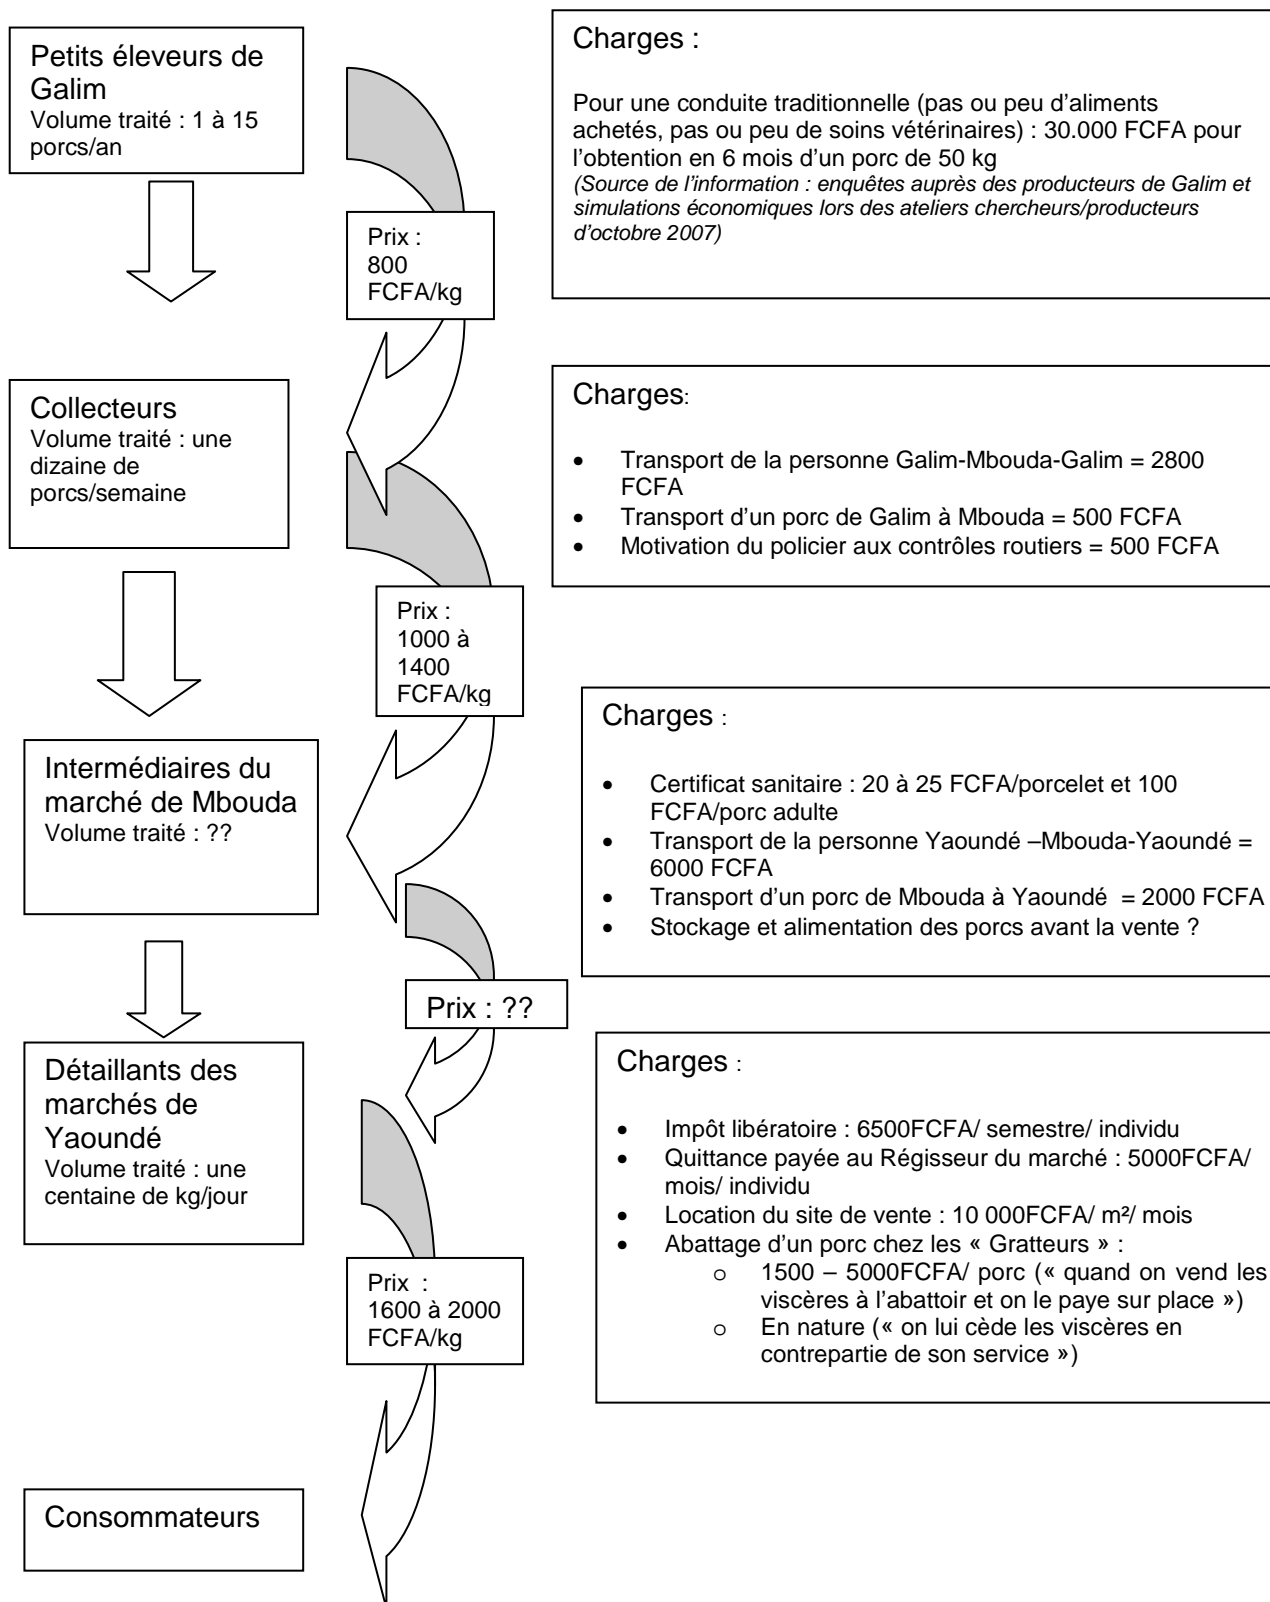 Petits éleveurs de
Galim
Volume traité : 1 à 15
porcs/an
Charges :
Pour une conduite traditionnelle (pas ou peu d’aliments
achetés, pas ou peu de soins vétérinaires) : 30.000 FCFA pour
l’obtention en 6 mois d’un porc de 50 kg
(Source de l’information : enquêtes auprès des producteurs de Galim et
simulations économiques lors des ateliers chercheurs/producteurs
d’octobre 2007)
Prix :
800
FCFA/kg
Collecteurs
Volume traité : une
dizaine de
porcs/semaine
Charges:
• Transport de la personne Galim-Mbouda-Galim = 2800
FCFA
• Transport d’un porc de Galim à Mbouda = 500 FCFA
• Motivation du policier aux contrôles routiers = 500 FCFA
Prix :
1000 à
1400
FCFA/kg
Intermédiaires du
marché de Mbouda
Volume traité : ??
Charges :
• Certificat sanitaire : 20 à 25 FCFA/porcelet et 100
FCFA/porc adulte
• Transport de la personne Yaoundé –Mbouda-Yaoundé =
6000 FCFA
• Transport d’un porc de Mbouda à Yaoundé = 2000 FCFA
• Stockage et alimentation des porcs avant la vente ?
Prix : ??
Détaillants des
marchés de
Yaoundé
Volume traité : une
centaine de kg/jour
Charges :
• Impôt libératoire : 6500FCFA/ semestre/ individu
• Quittance payée au Régisseur du marché : 5000FCFA/
mois/ individu
• Location du site de vente : 10 000FCFA/ m²/ mois
• Abattage d’un porc chez les « Gratteurs » :
o 1500 – 5000FCFA/ porc (« quand on vend les
viscères à l’abattoir et on le paye sur place »)
o En nature (« on lui cède les viscères en
contrepartie de son service »)
Prix :
1600 à 2000
FCFA/kg
Consommateurs